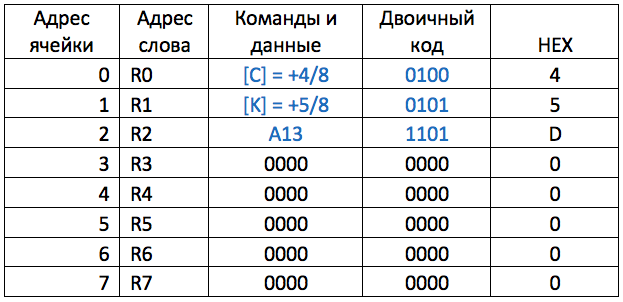 Адрес ячейки Адрес слова Команды и данные Двоичный код HEX
0 R0 [C] = +4/8 0100 4
1 R1 [K] = +5/8 0101 5
2 R2 A13 1101 D
3 R3 0000 0000 0
4 R4 0000 0000 0
5 R5 0000 0000 0
6 R6 0000 0000 0
7 R7 0000 0000 0